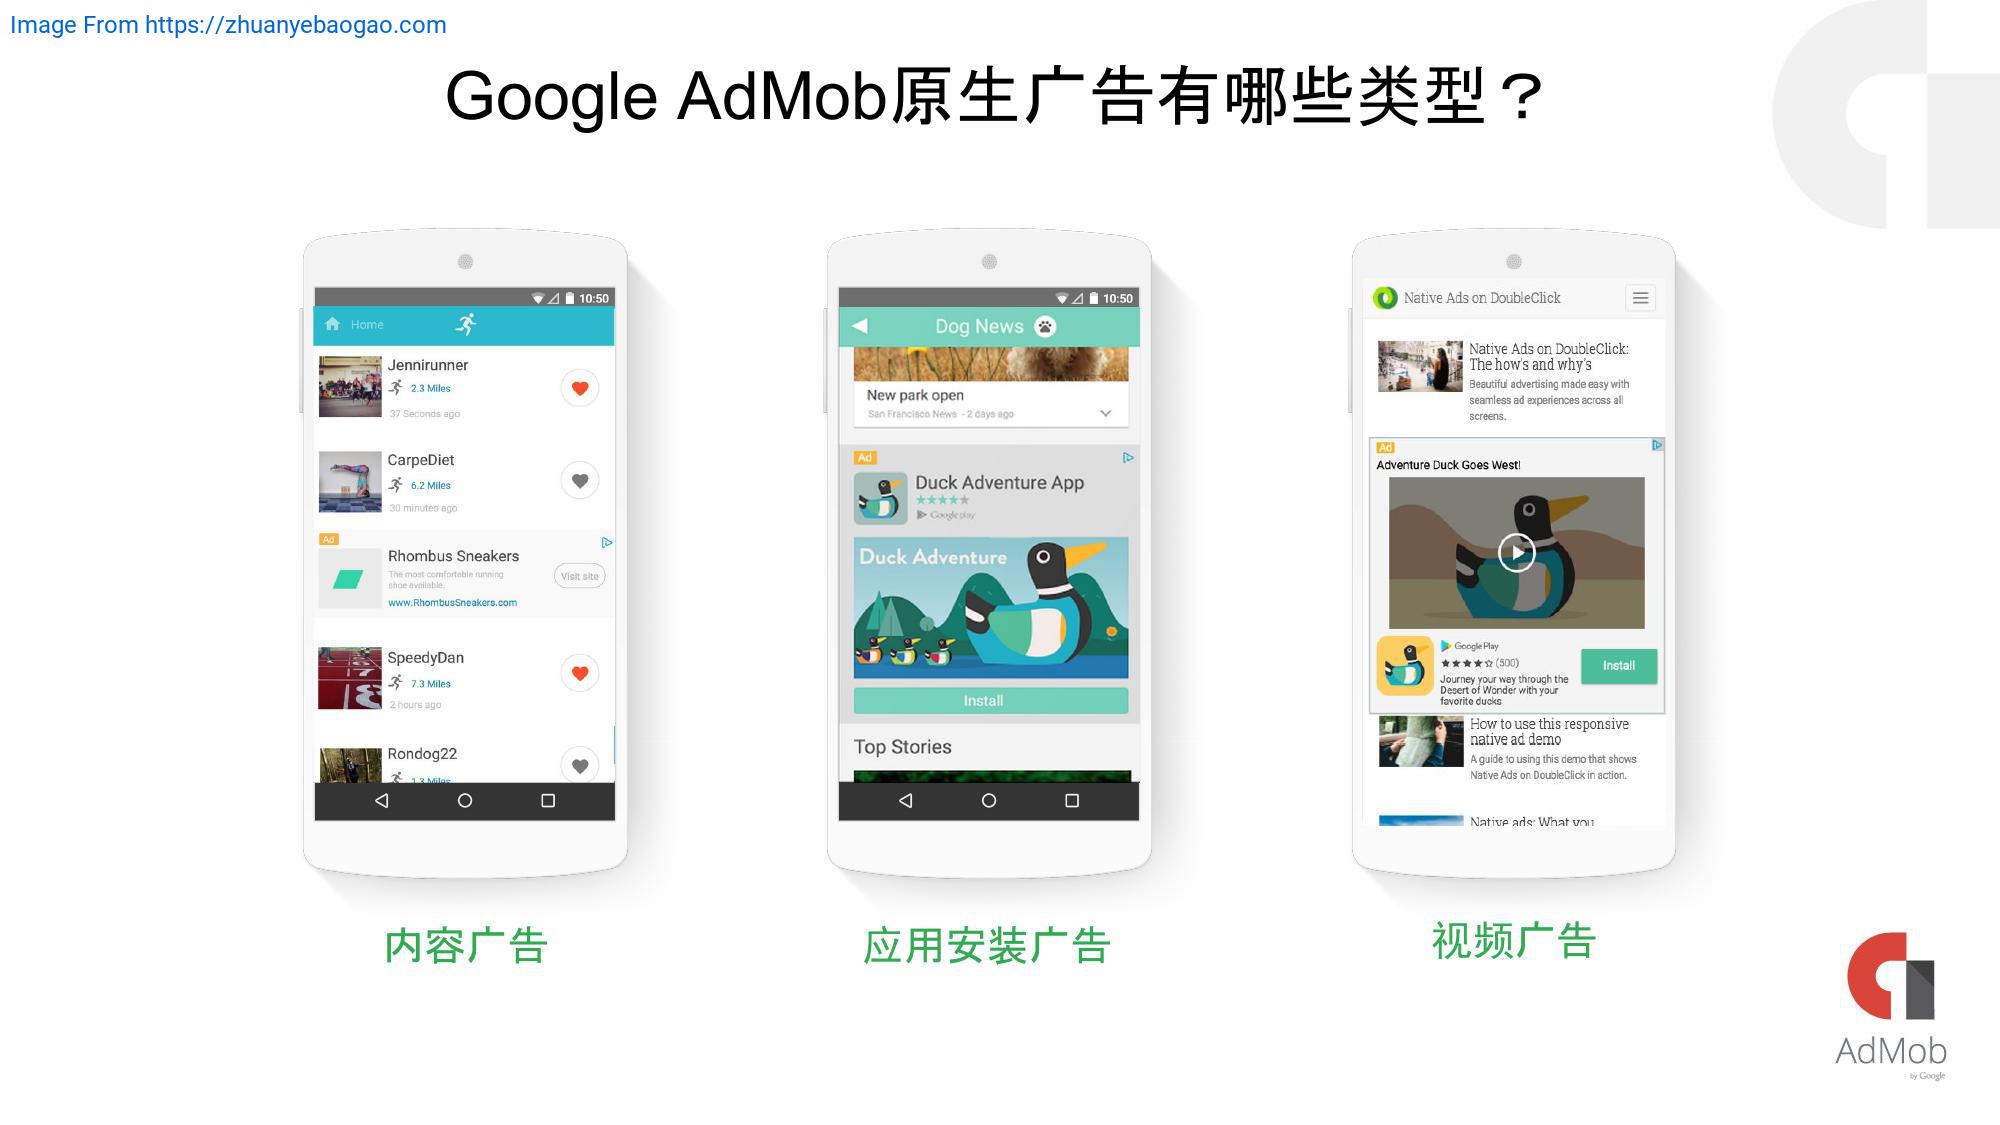 Image From https://zhuanyebaogao.com
Google AdMob原生广告有哪些类型？
10:50
Home
Jennirunner
2.3 Miles
37 Seconds ago
CarpeDiet
6.2 Miles
30 minutes ago
Ad
Rhombus Sneakers
The most comfortable running
shoe available.
Visit site
www.RhombusSneakers.com
SpeedyDan
7.3 Miles
2 hours ago
Rondog22
1.3 Miles
内容广告
10:50
Dog News
New park open
San Francisco News - 2 days ago
Ad
Duck Adventure App
Google play
Duck Adventure
Install
Top Stories
应用安装广告
Native Ads on DoubleClick
Native Ads on DoubleClick:
The how's and why's
Beautiful advertising made easy with
seamless ad experiences across all
screens.
Ad
Adventure Duck Goes West!
Google Play
(500)
Journey your way through the
Desert of Wonder with your
favorite ducks
Install
How to use this responsive
native ad demo
A guide to using this demo that shows
Native Ads on DoubleClick in action.
Native ads: What you
视频广告
AdMob
by Google